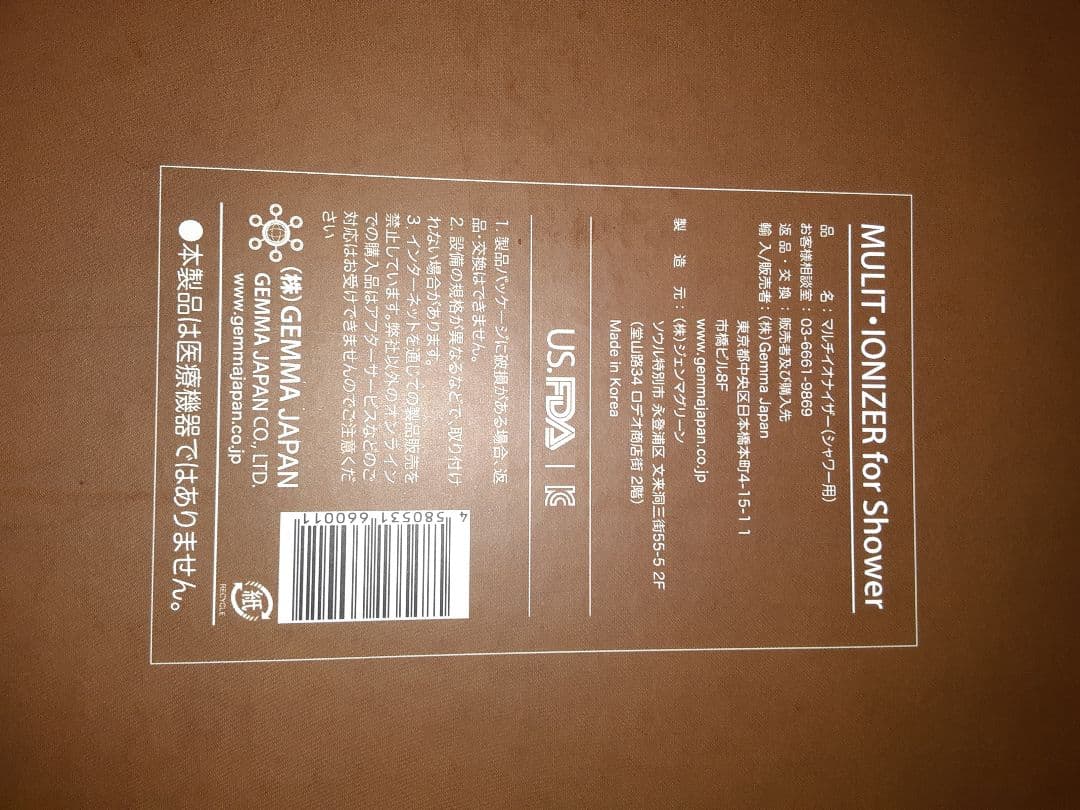 MULIT・IONIZER for Shower
品　　　名：マルチイオナイザー(シャワー用)
お客様相談室：03-6661-9869
返品・交換：販売者及び購入先
輸入/販売者：(株)Gemma Japan
東京都中央区日本橋本町4-15-11
市橋ビル8F
www.gemmajapan.co.jp
製　造　元：(株)ジェンマグリーン
ソウル特別市 永登浦区 文来洞三街55-5 2F
(堂山路34 ロデオ商店街 2階)
Made in Korea
US.FDA | KC
1. 製品パッケージに破損がある場合、返
品・交換はできません。
2. 設備の規格が異なるなどで、取り付け
れない場合があります。
3. インターネットを通じての製品販売を
禁止しています。弊社以外のオンライン
での購入品はアフターサービスなどのご
対応はお受けできませんのでご注意くだ
さい
4 580531 660011
(株)GEMMA JAPAN
GEMMA JAPAN CO., LTD.
www.gemmajapan.co.jp
紙
RECYCLE
●本製品は医療機器ではありません。